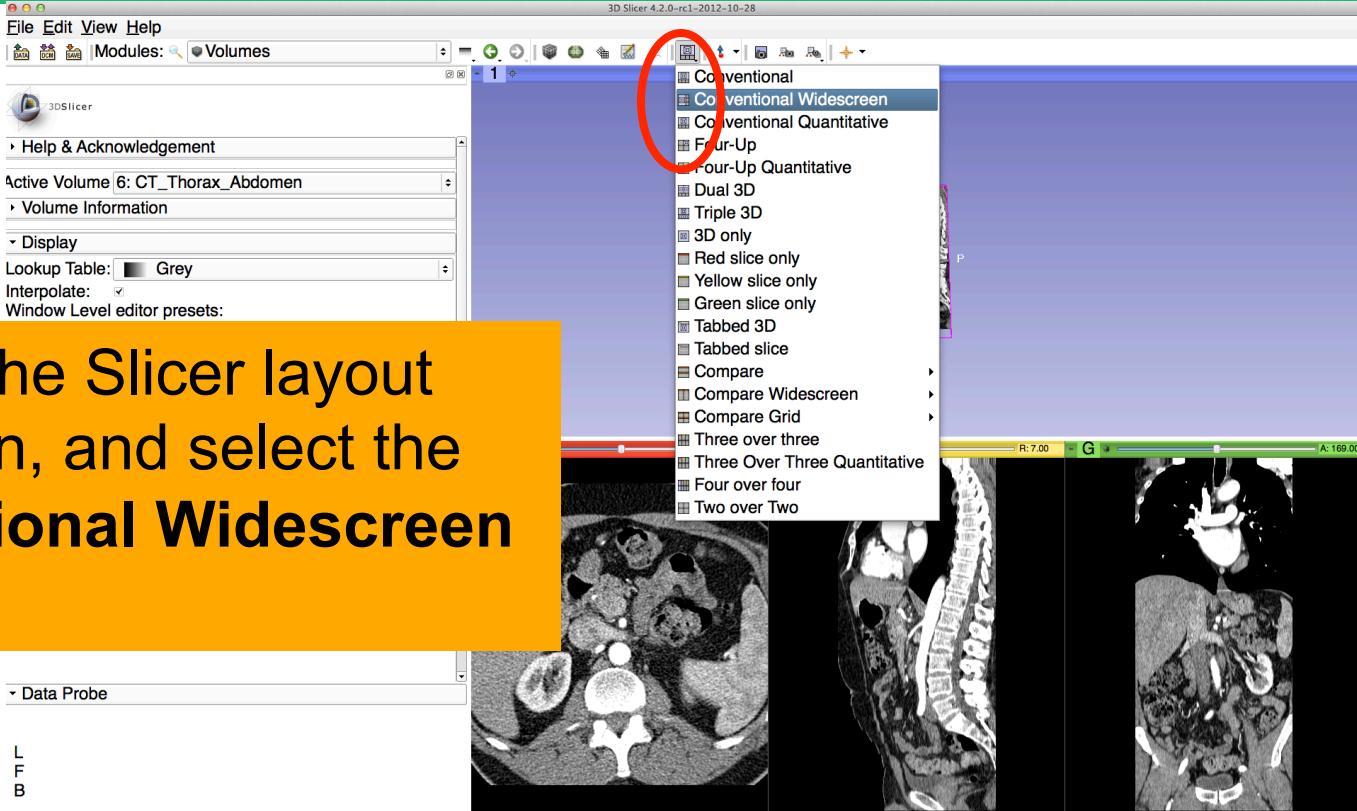 3D Slicer 4.2.0-rc1-2012-10-28
File Edit View Help
DATA DCM SAVE Modules: Volumes
1
3DSlicer
Help & Acknowledgement
Active Volume 6: CT_Thorax_Abdomen
Volume Information
Display
Lookup Table: Grey
Interpolate:
Window Level editor presets:
he Slicer layout
n, and select the
ional Widescreen
Data Probe
L
F
B
Conventional
Conventional Widescreen
Conventional Quantitative
Four-Up
Four-Up Quantitative
Dual 3D
Triple 3D
3D only
Red slice only
Yellow slice only
Green slice only
Tabbed 3D
Tabbed slice
Compare
Compare Widescreen
Compare Grid
Three over three
Three Over Three Quantitative
Four over four
Two over Two
P
R: 7.00
G
A: 169.00